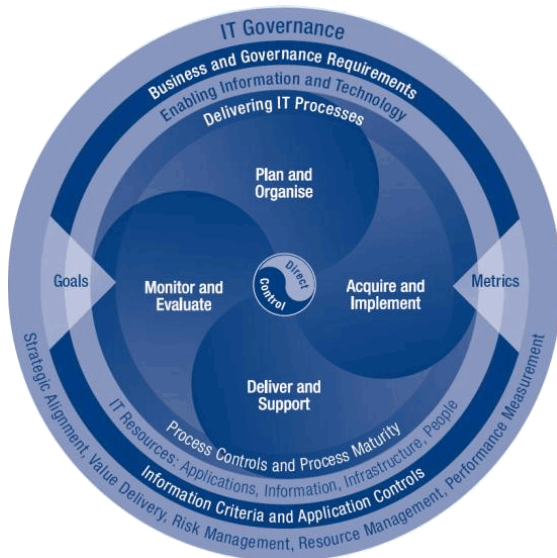 IT Governance
Business and Governance Requirements
Enabling Information and Technology
Delivering IT Processes
Plan and
Organise
Goals
Monitor and
Evaluate
Direct
Control
Acquire and
Implement
Metrics
Deliver and
Support
Process Controls and Process Maturity
IT Resources: Applications, Information, Infrastructure, People
Information Criteria and Application Controls
Strategic Alignment, Value Delivery, Risk Management, Resource Management, Performance Measurement